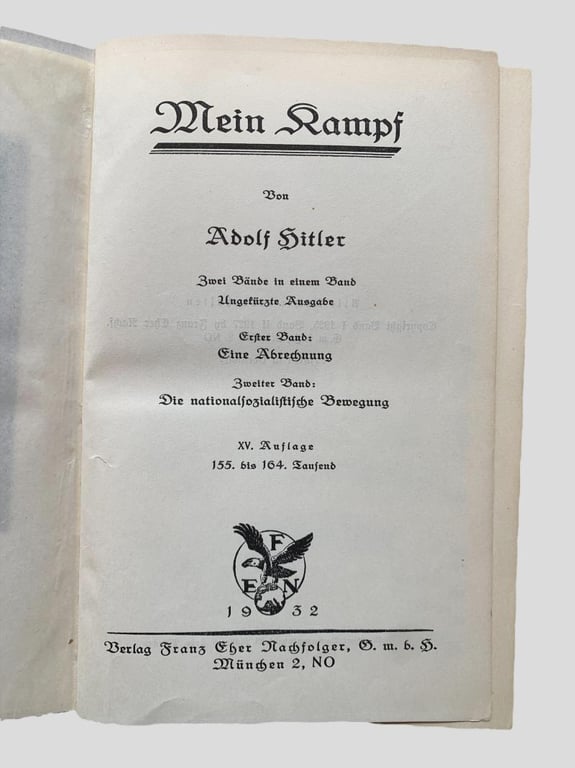 Mein Kampf
Von
Adolf Hitler
Zwei Bände in einem Band
Ungekürzte Ausgabe
Erster Band:
Eine Abrechnung
Zweiter Band:
Die nationalsozialistische Bewegung
XV. Auflage
155. bis 164. Tausend
F
E N
1932
Verlag Franz Eher Nachfolger, G. m. b. H.
München 2, NO